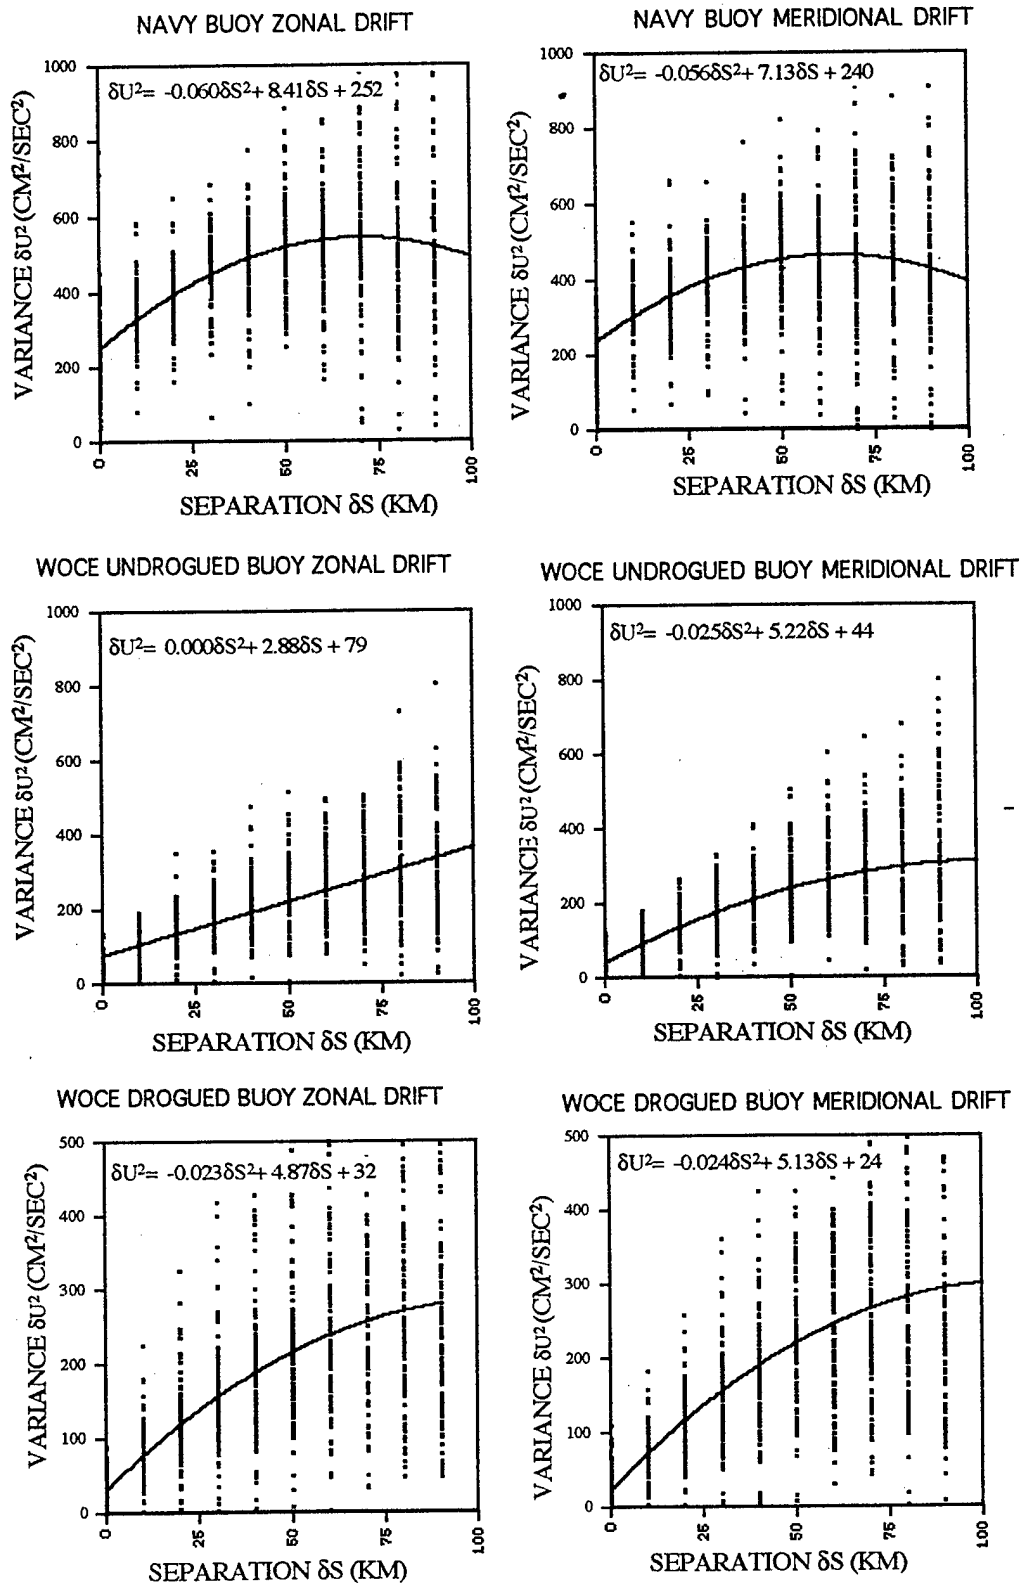 NAVY BUOY ZONAL DRIFT
δU²= -0.060δS²+ 8.41δS + 252
VARIANCE δU² (CM²/SEC²)
1000
800
600
400
200
0
0
25
50
75
100
SEPARATION δS (KM)
NAVY BUOY MERIDIONAL DRIFT
δU²= -0.056δS²+ 7.13δS + 240
VARIANCE δU² (CM²/SEC²)
1000
800
600
400
200
0
0
25
50
75
100
SEPARATION δS (KM)
WOCE UNDROGUED BUOY ZONAL DRIFT
δU²= 0.000δS²+ 2.88δS + 79
VARIANCE δU² (CM²/SEC²)
1000
800
600
400
200
0
0
25
50
75
100
SEPARATION δS (KM)
WOCE UNDROGUED BUOY MERIDIONAL DRIFT
δU²= -0.025δS²+ 5.22δS + 44
VARIANCE δU² (CM²/SEC²)
1000
800
600
400
200
0
0
25
50
75
100
SEPARATION δS (KM)
WOCE DROGUED BUOY ZONAL DRIFT
δU²= -0.023δS²+ 4.87δS + 32
VARIANCE δU² (CM²/SEC²)
500
400
300
200
100
0
0
25
50
75
100
SEPARATION δS (KM)
WOCE DROGUED BUOY MERIDIONAL DRIFT
δU²= -0.024δS²+ 5.13δS + 24
VARIANCE δU² (CM²/SEC²)
500
400
300
200
100
0
0
25
50
75
100
SEPARATION δS (KM)